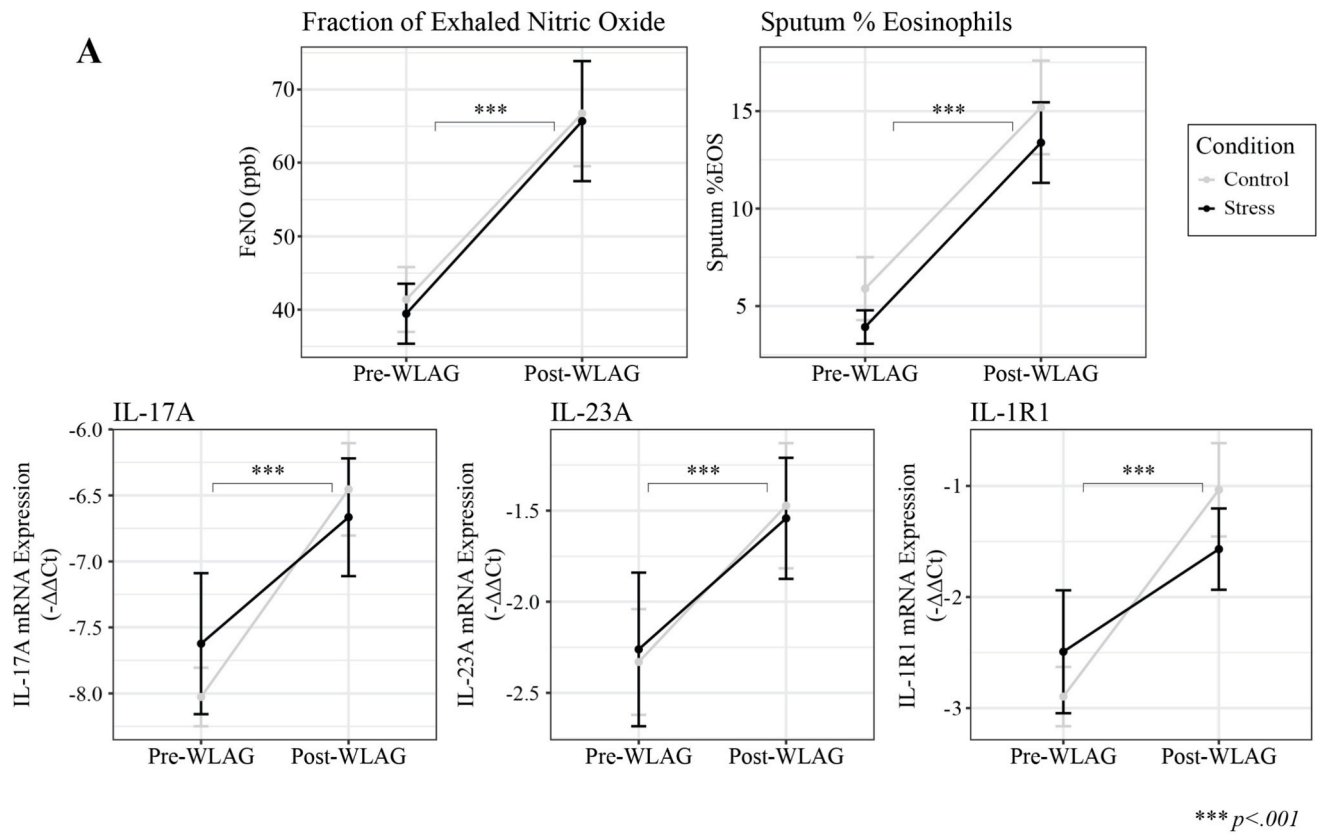 A
Fraction of Exhaled Nitric Oxide
FeNO (ppb)
70
60
50
40
***
Pre-WLAG
Post-WLAG
Sputum % Eosinophils
Sputum %EOS
15
10
5
***
Pre-WLAG
Post-WLAG
Condition
Control
Stress
IL-17A
IL-17A mRNA Expression
(-ΔΔCt)
-6.0
-6.5
-7.0
-7.5
-8.0
***
Pre-WLAG
Post-WLAG
IL-23A
IL-23A mRNA Expression
(-ΔΔCt)
-1.5
-2.0
-2.5
***
Pre-WLAG
Post-WLAG
IL-1R1
IL-1R1 mRNA Expression
(-ΔΔCt)
-1
-2
-3
***
Pre-WLAG
Post-WLAG
*** p<.001